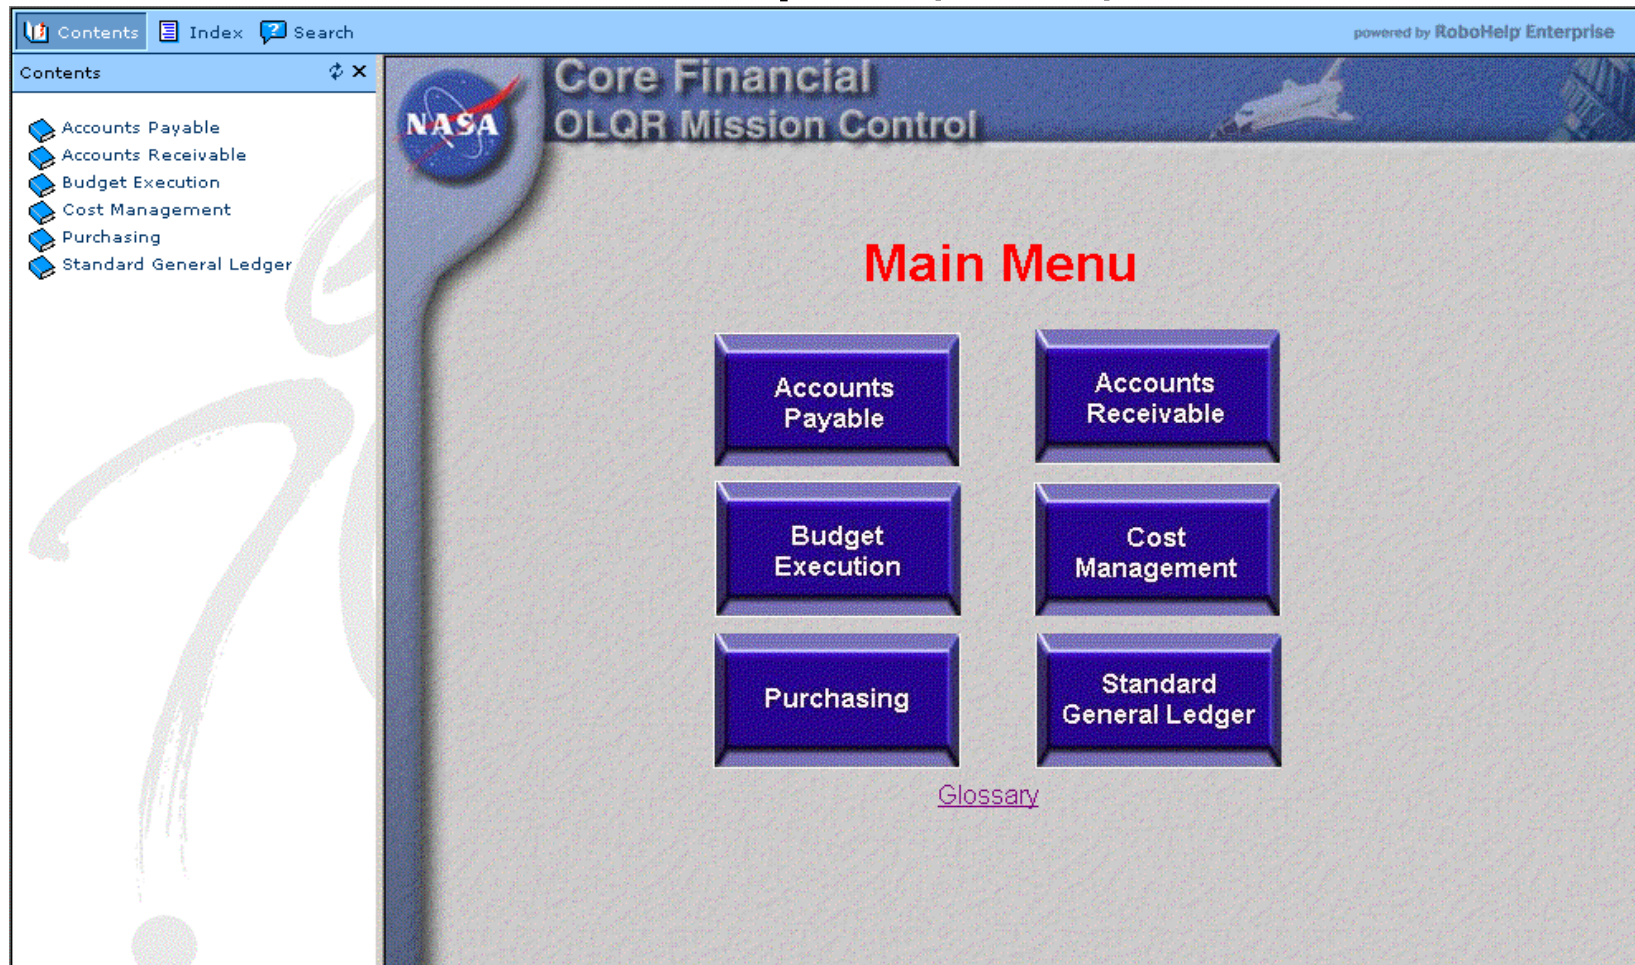 Contents Index Search
powered by RoboHelp Enterprise
Contents
Accounts Payable
Accounts Receivable
Budget Execution
Cost Management
Purchasing
Standard General Ledger
NASA
Core Financial
OLQR Mission Control
Main Menu
Accounts
Payable
Accounts
Receivable
Budget
Execution
Cost
Management
Purchasing
Standard
General Ledger
Glossary